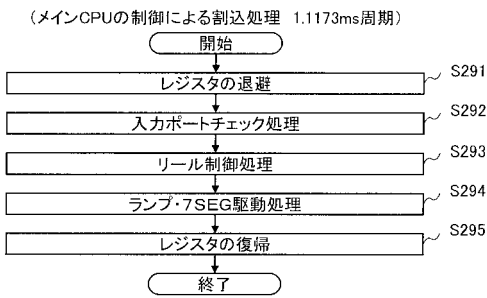 (メインCPUの制御による割込処理 1.1173ms周期)
開始
レジスタの退避 S291
入力ポートチェック処理 S292
リール制御処理 S293
ランプ・7SEG駆動処理 S294
レジスタの復帰 S295
終了